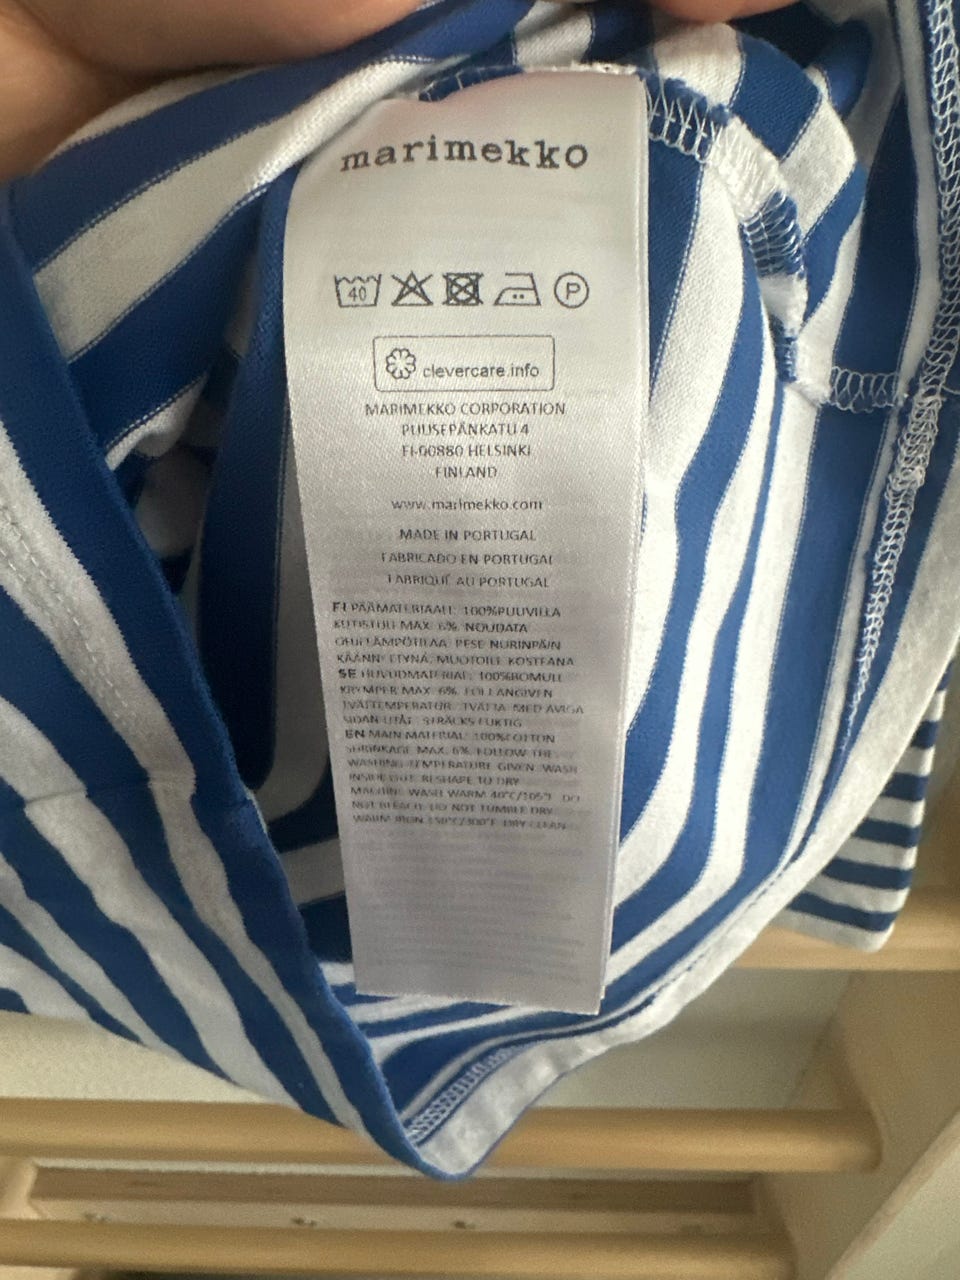 marimekko
40 P
clevercare.info
MARIMEKKO CORPORATION
PUUSEPÄNKATU 4
FI-00880 HELSINKI
FINLAND
www.marimekko.com
MADE IN PORTUGAL
FABRICADO EN PORTUGAL
FABRIQUÉ AU PORTUGAL
FI PÄÄMATERIAALI: 100%PUUVILLA
KUTISTUU MAX. 6%. NOUDATA
OHJELÄMPÖTILAA. PESE NURINPÄIN
KÄÄNNETTYNÄ, MUOTOILE KOSTEANA
SE HUVUDMATERIAL: 100%BOMULL
KRYMPER MAX. 6%. FÖLJ ANGIVEN
TVÄTTEMPERATUR. TVÄTTA MED AVIGA
SIDAN UTÅT. STRÄCKS FUKTIG
EN MAIN MATERIAL: 100%COTTON
SHRINKAGE MAX. 6%. FOLLOW THE
WASHING TEMPERATURE GIVEN. WASH
INSIDE OUT. RESHAPE TO DRY
MACHINE WASH WARM 40°C/105°F DO
NOT BLEACH DO NOT TUMBLE DRY
WARM IRON 150°C/300°F DRY CLEAN